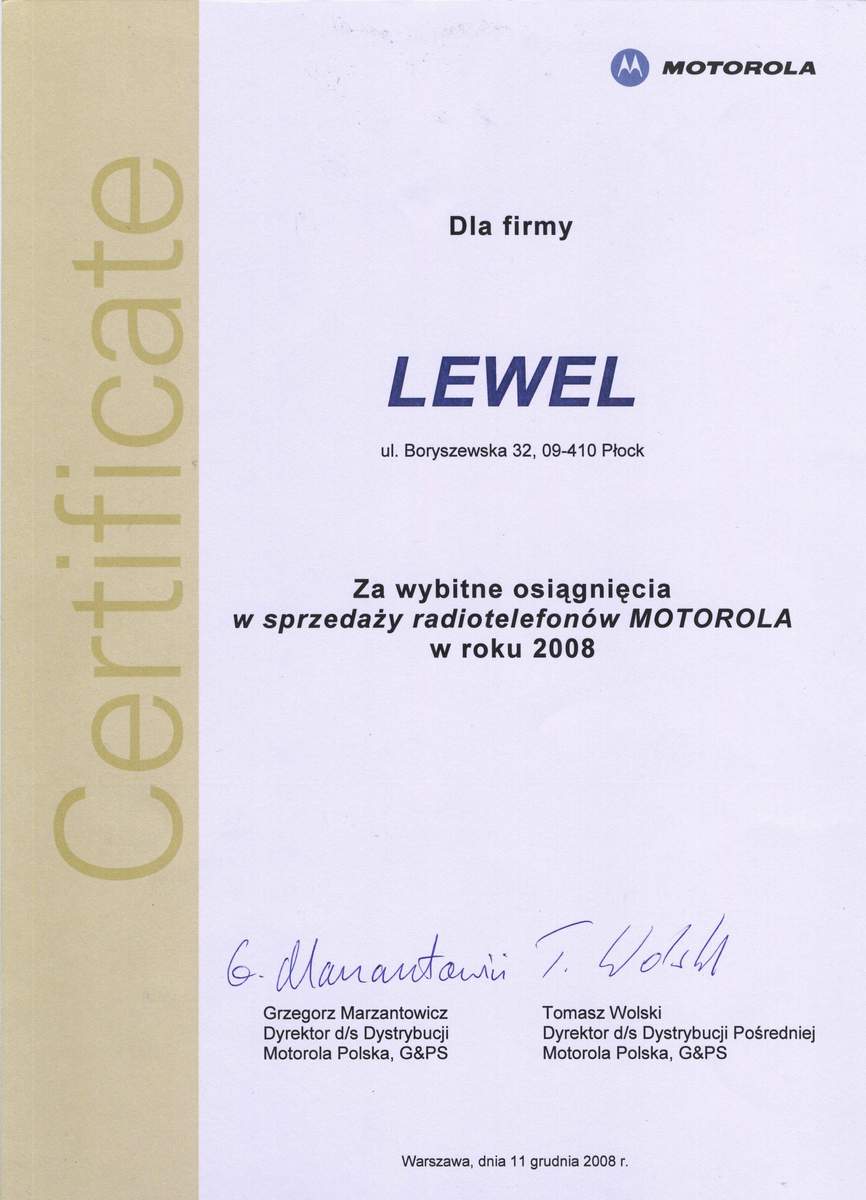 MOTOROLA
Certificate
Dla firmy
LEWEL
ul. Boryszewska 32, 09-410 Płock
Za wybitne osiągnięcia
w sprzedaży radiotelefonów MOTOROLA
w roku 2008
G. Marzantowicz T. Wolski
Grzegorz Marzantowicz
Dyrektor d/s Dystrybucji
Motorola Polska, G&PS
Tomasz Wolski
Dyrektor d/s Dystrybucji Pośredniej
Motorola Polska, G&PS
Warszawa, dnia 11 grudnia 2008 r.